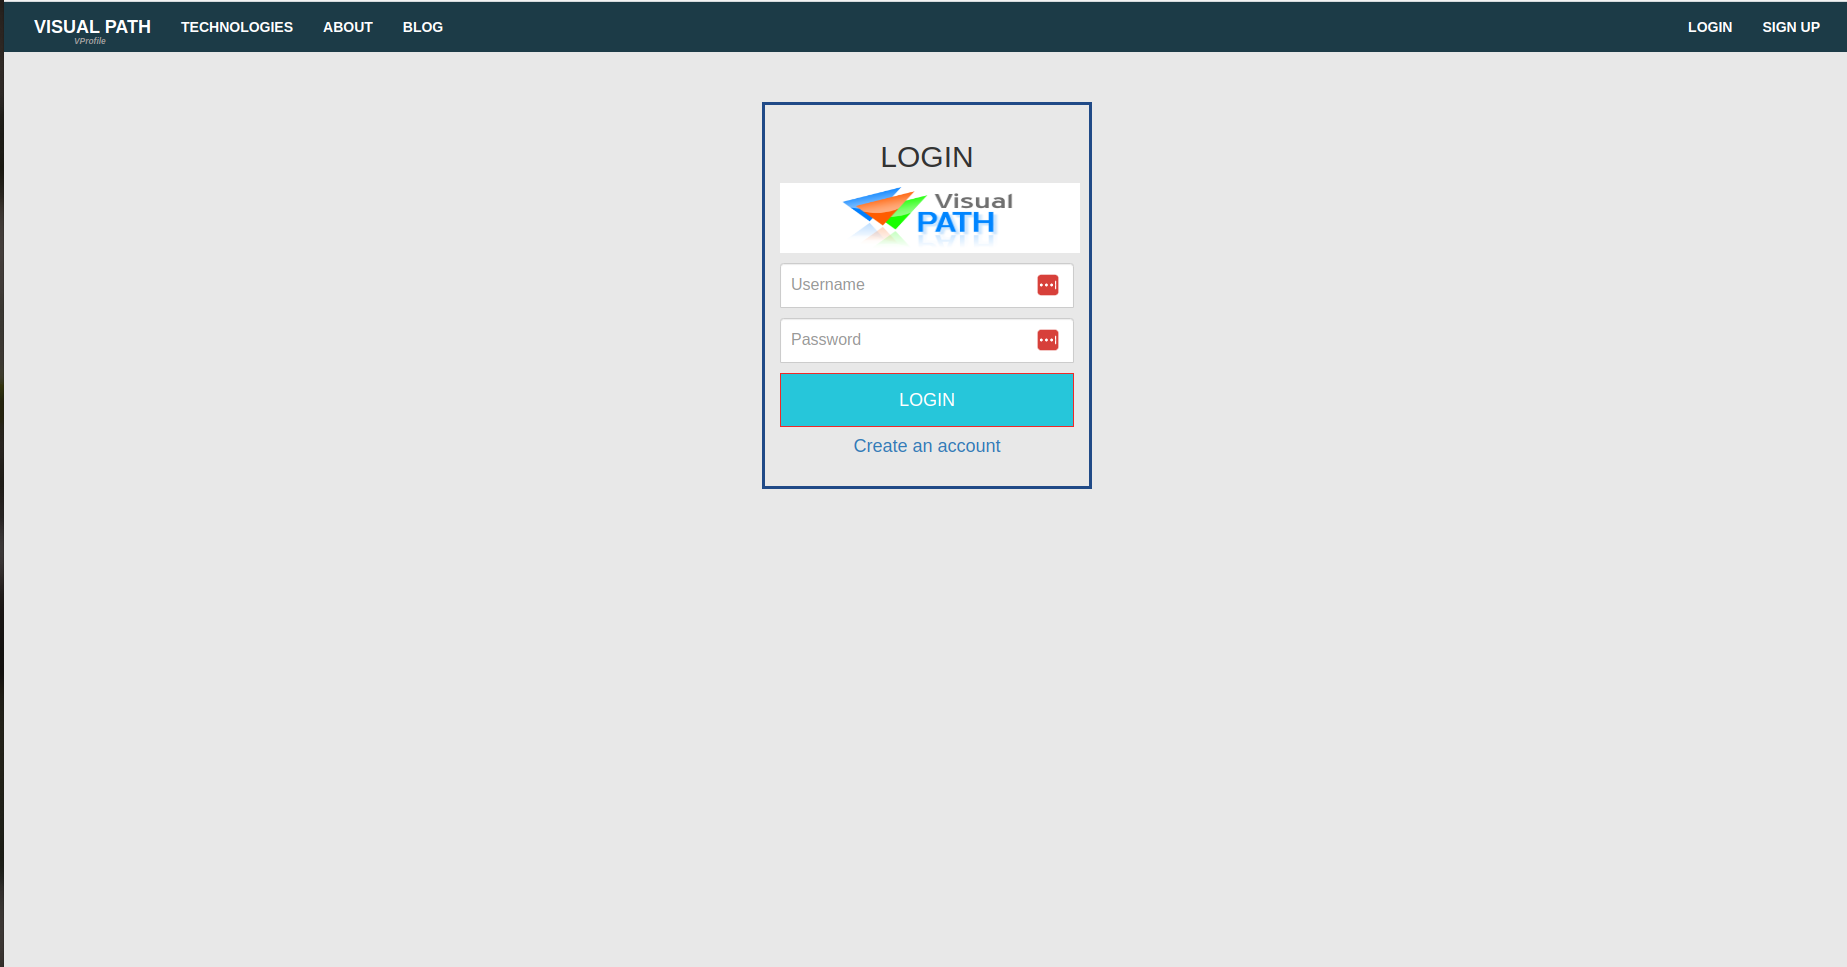 VISUAL PATH TECHNOLOGIES ABOUT BLOG LOGIN SIGN UP
VProfile
LOGIN
Visual
PATH
Username
Password
LOGIN
Create an account